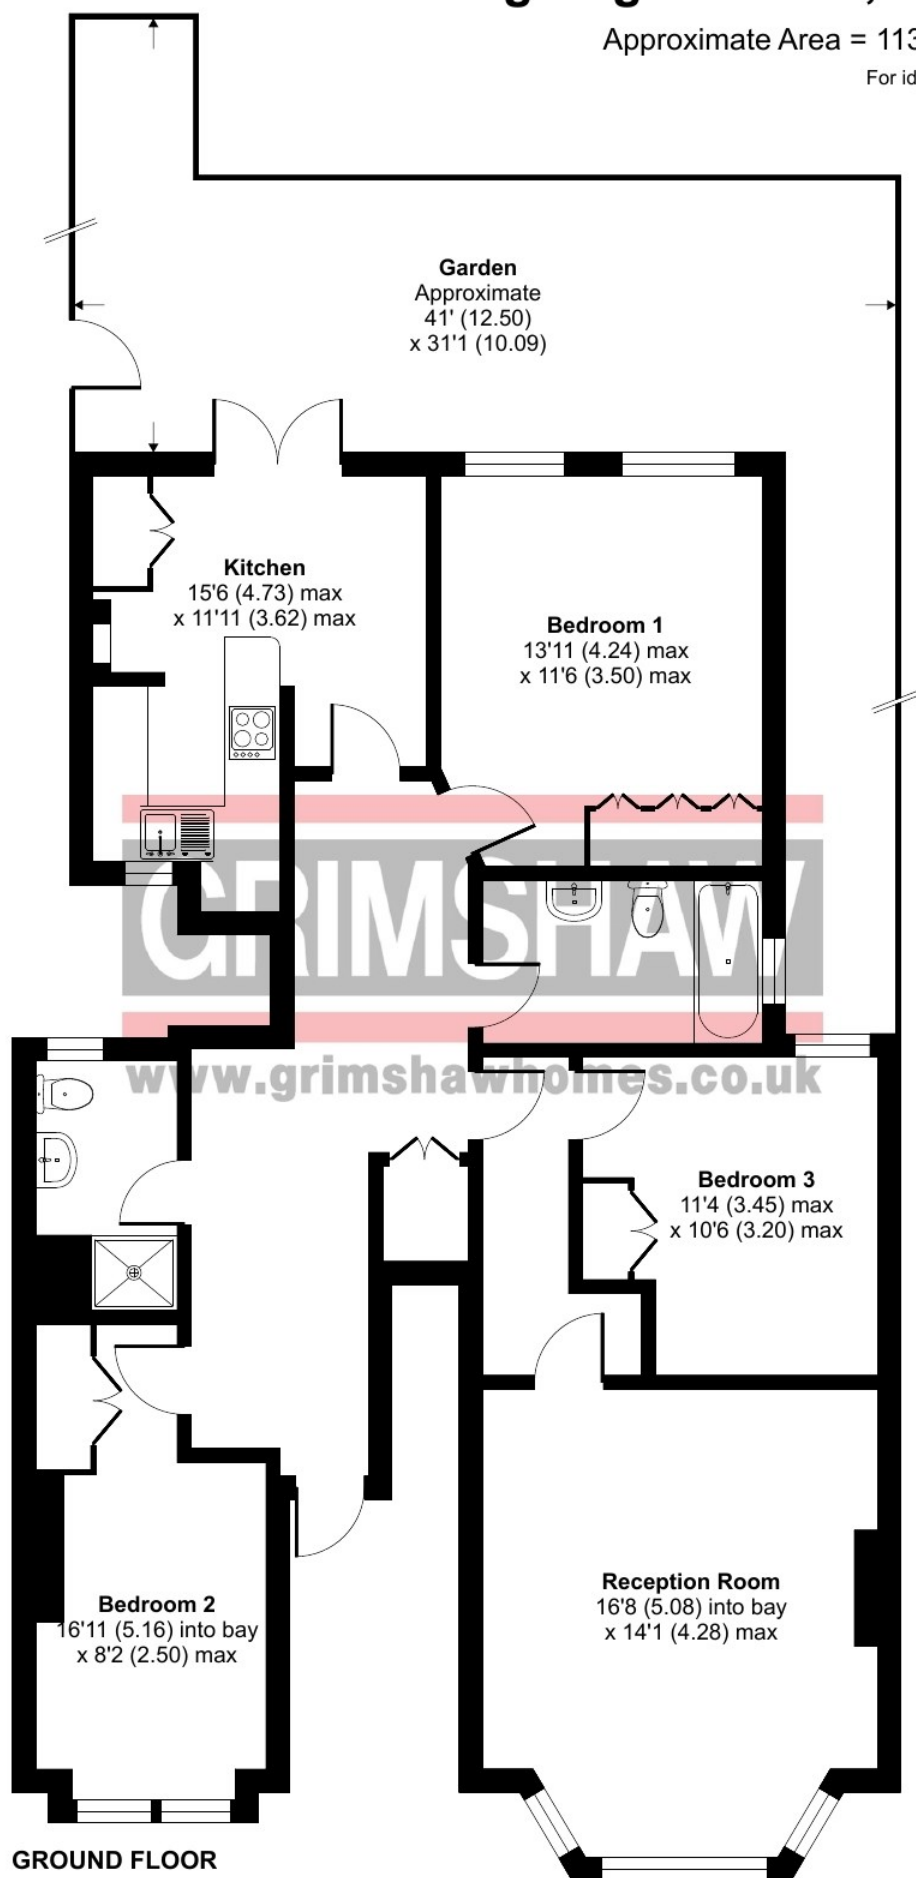 Approximate Area = 113
For id
Garden
Approximate
41' (12.50)
x 31'1 (10.09)
Kitchen
15'6 (4.73) max
x 11'11 (3.62) max
Bedroom 1
13'11 (4.24) max
x 11'6 (3.50) max
GRIMSHAW
www.grimshawhomes.co.uk
Bedroom 3
11'4 (3.45) max
x 10'6 (3.20) max
Reception Room
16'8 (5.08) into bay
x 14'1 (4.28) max
Bedroom 2
16'11 (5.16) into bay
x 8'2 (2.50) max
GROUND FLOOR